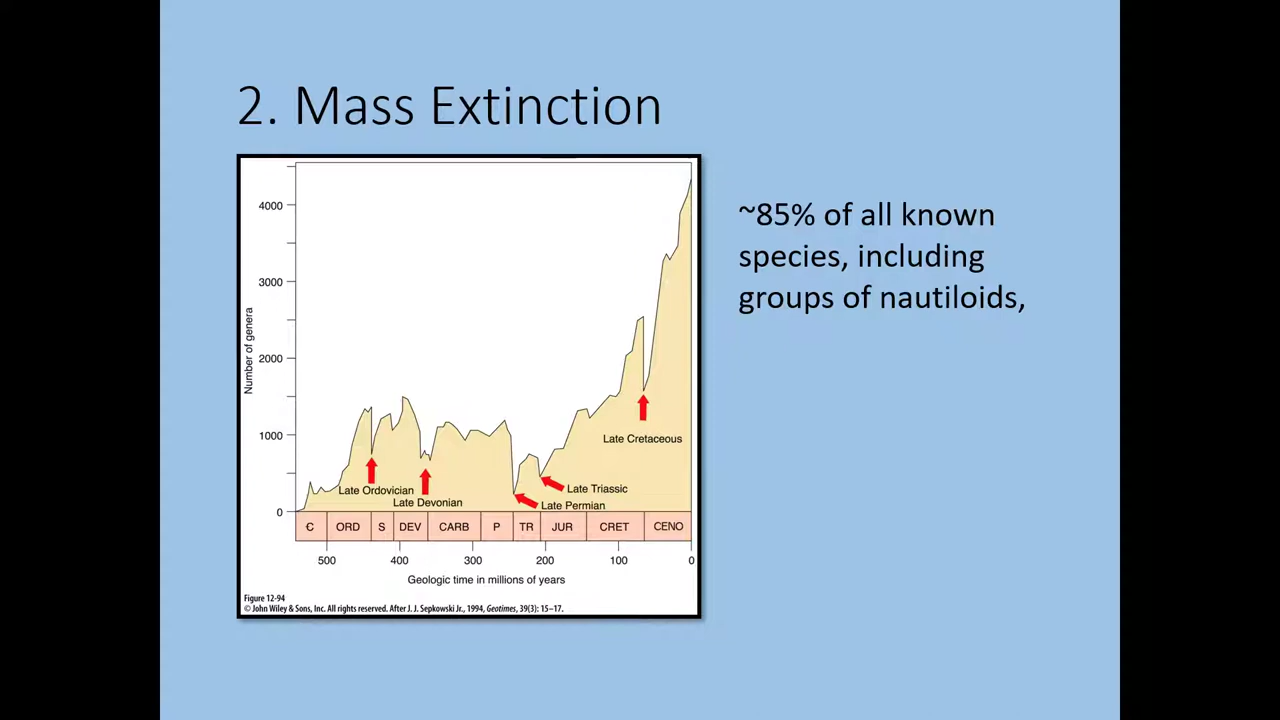 2. Mass Extinction
~85% of all known
species, including
groups of nautiloids,
Number of genera
4000
3000
2000
1000
0
Late Cretaceous
Late Ordovician
Late Devonian
Late Triassic
Late Permian
Ꞓ ORD S DEV CARB P TR JUR CRET CENO
500 400 300 200 100 0
Geologic time in millions of years
Figure 12-94
© John Wiley & Sons, Inc. All rights reserved. After J. J. Sepkowski Jr., 1994, Geotimes, 39(3): 15–17.